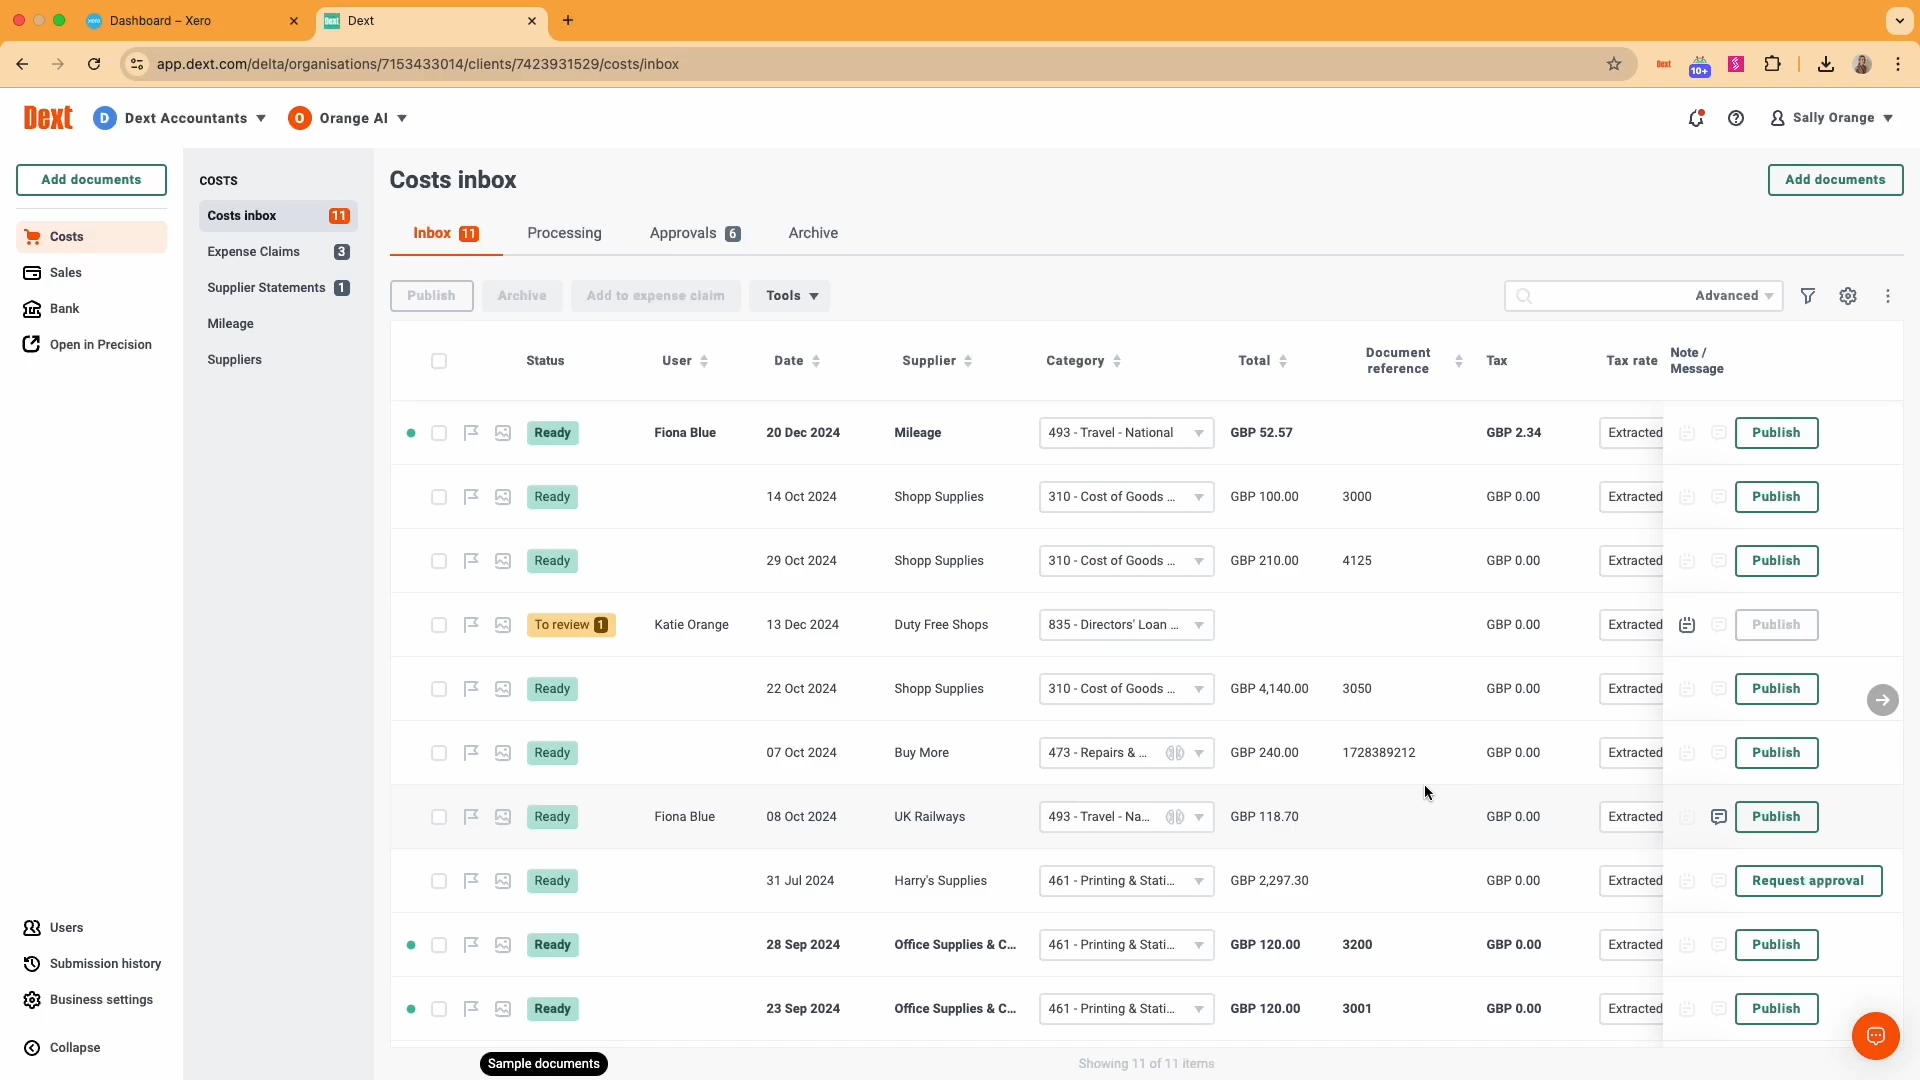 Dashboard – Xero
Dext
app.dext.com/delta/organisations/7153433014/clients/7423931529/costs/inbox
Dext
10+
Dext
D
Dext Accountants
O
Orange AI
Sally Orange
Add documents
Costs
Sales
Bank
Open in Precision
Users
Submission history
Business settings
Collapse
COSTS
Costs inbox 11
Expense Claims 3
Supplier Statements 1
Mileage
Suppliers
Costs inbox
Add documents
Inbox 11 Processing Approvals 6 Archive
Publish Archive Add to expense claim Tools Advanced
Status User Date Supplier Category Total Document reference Tax Tax rate Note / Message
Ready Fiona Blue 20 Dec 2024 Mileage 493 - Travel - National GBP 52.57 GBP 2.34 Extracted Publish
Ready 14 Oct 2024 Shopp Supplies 310 - Cost of Goods ... GBP 100.00 3000 GBP 0.00 Extracted Publish
Ready 29 Oct 2024 Shopp Supplies 310 - Cost of Goods ... GBP 210.00 4125 GBP 0.00 Extracted Publish
To review 1 Katie Orange 13 Dec 2024 Duty Free Shops 835 - Directors' Loan ... GBP 0.00 Extracted Publish
Ready 22 Oct 2024 Shopp Supplies 310 - Cost of Goods ... GBP 4,140.00 3050 GBP 0.00 Extracted Publish
Ready 07 Oct 2024 Buy More 473 - Repairs & ... GBP 240.00 1728389212 GBP 0.00 Extracted Publish
Ready Fiona Blue 08 Oct 2024 UK Railways 493 - Travel - Na... GBP 118.70 GBP 0.00 Extracted Publish
Ready 31 Jul 2024 Harry's Supplies 461 - Printing & Stati... GBP 2,297.30 GBP 0.00 Extracted Request approval
Ready 28 Sep 2024 Office Supplies & C... 461 - Printing & Stati... GBP 120.00 3200 GBP 0.00 Extracted Publish
Ready 23 Sep 2024 Office Supplies & C... 461 - Printing & Stati... GBP 120.00 3001 GBP 0.00 Extracted Publish
Sample documents
Showing 11 of 11 items